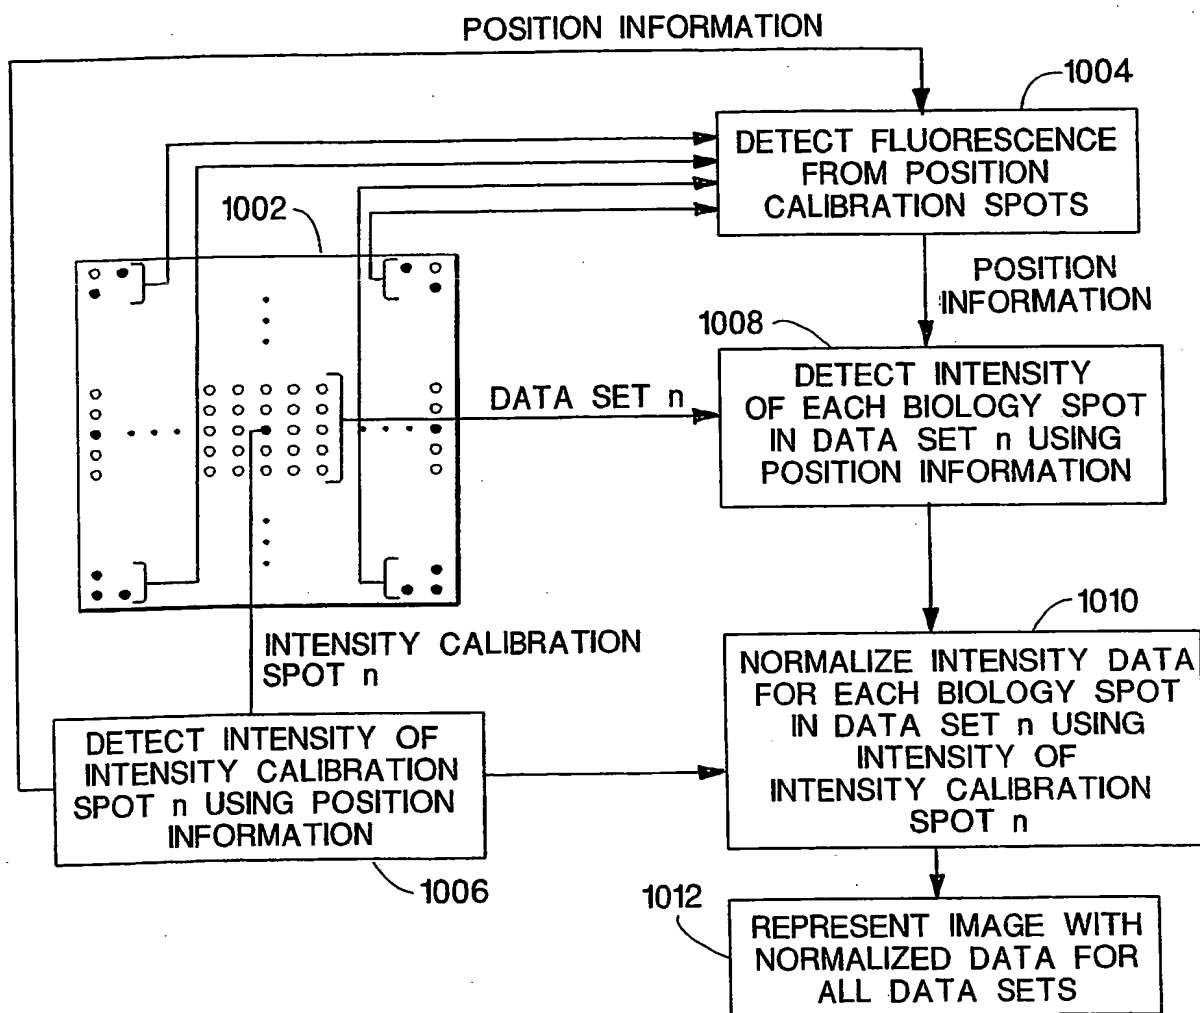 POSITION INFORMATION
1004
DETECT FLUORESCENCE
FROM POSITION
CALIBRATION SPOTS
1002
POSITION
INFORMATION
1008
DETECT INTENSITY
OF EACH BIOLOGY SPOT
IN DATA SET n USING
POSITION INFORMATION
DATA SET n
1010
INTENSITY CALIBRATION
SPOT n
NORMALIZE INTENSITY DATA
FOR EACH BIOLOGY SPOT
IN DATA SET n USING
INTENSITY OF
INTENSITY CALIBRATION
SPOT n
DETECT INTENSITY OF
INTENSITY CALIBRATION
SPOT n USING POSITION
INFORMATION
1006
1012
REPRESENT IMAGE WITH
NORMALIZED DATA FOR
ALL DATA SETS